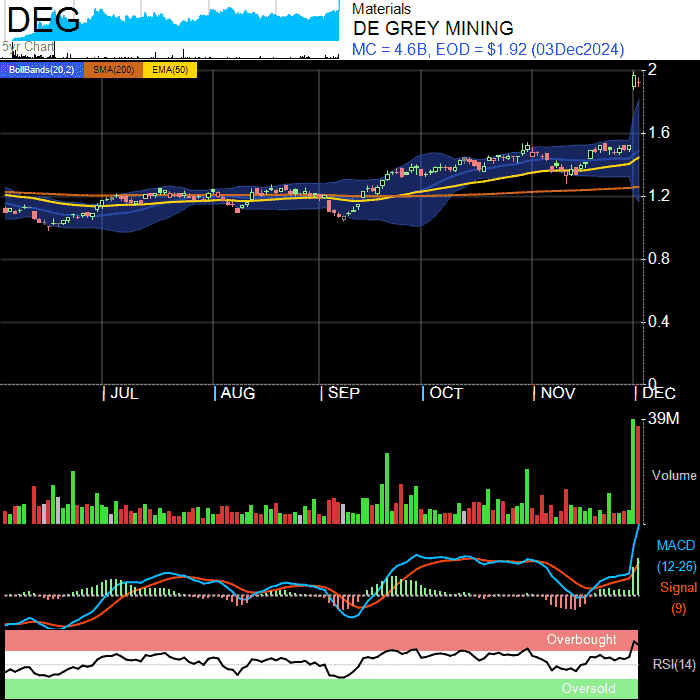 DEG
5yr Chart
Materials
DE GREY MINING
MC = 4.6B, EOD = $1.92 (03Dec2024)
BollBands(20,2) SMA(200) EMA(50)
2
1.6
1.2
0.8
0.4
0
JUL AUG SEP OCT NOV DEC
39M
Volume
MACD
(12-26)
Signal
(9)
Overbought
RSI(14)
Oversold